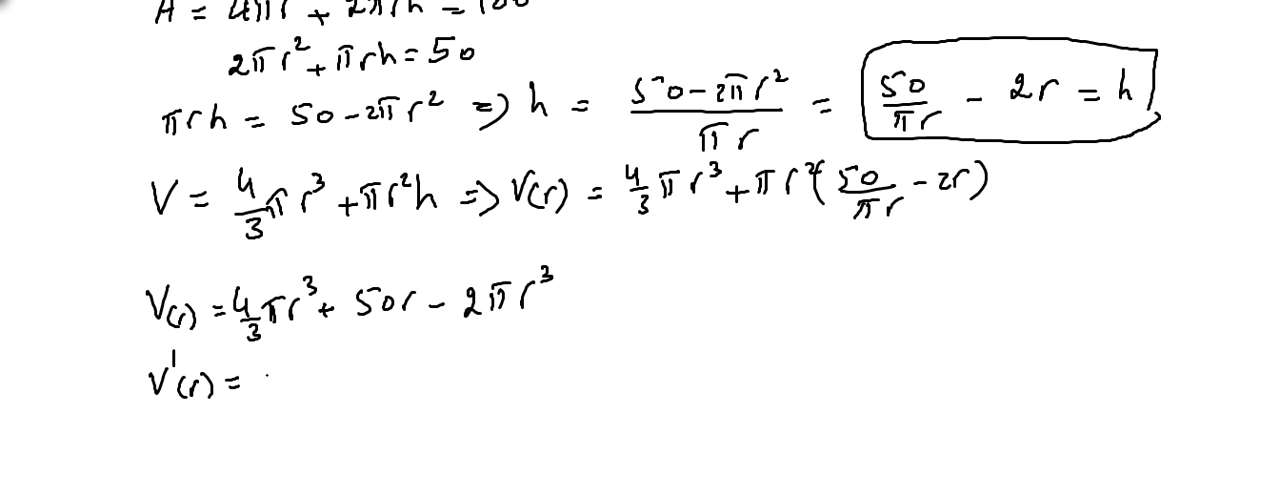 A = 4πr² + 2πrh = 100
2πr² + πrh = 50
πrh = 50 - 2πr² => h = (50 - 2πr²)/(πr) = 50/(πr) - 2r = h
V = 4/3 πr³ + πr²h => V(r) = 4/3 πr³ + πr²(50/(πr) - 2r)
V(r) = 4/3 πr³ + 50r - 2πr³
V'(r) =